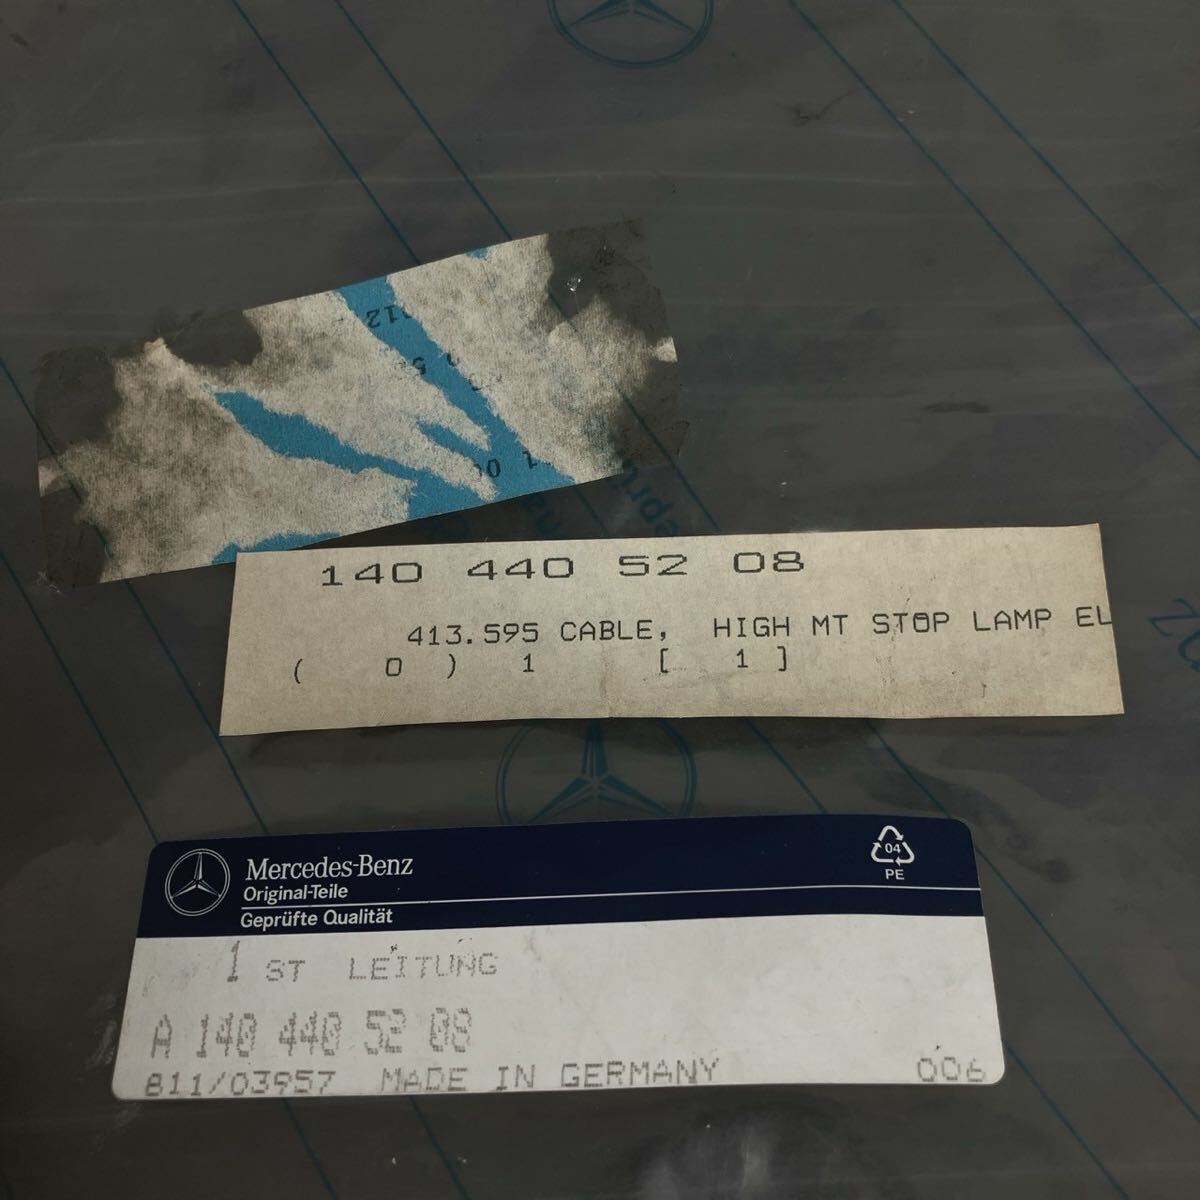 140 440 52 08
413.595 CABLE, HIGH MT STOP LAMP EL
( 0 ) 1 [ 1 ]
Mercedes-Benz
Original-Teile
Geprüfte Qualität
04
PE
1 ST LEITUNG
A 140 440 52 08
811/03957 MADE IN GERMANY 006